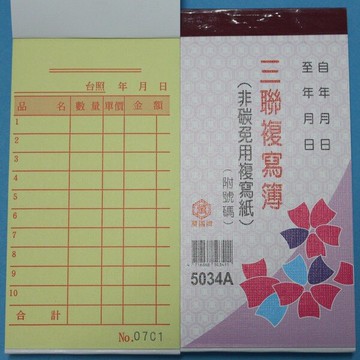 台照 年 月 日
品 名 數量 單價 金額
1
2
3
4
5
6
7
8
9
10
合 計
No. 0701
自 年 月 日
至 年 月 日
三聯複寫簿
(非碳免用複寫紙)
(附號碼)
5034A